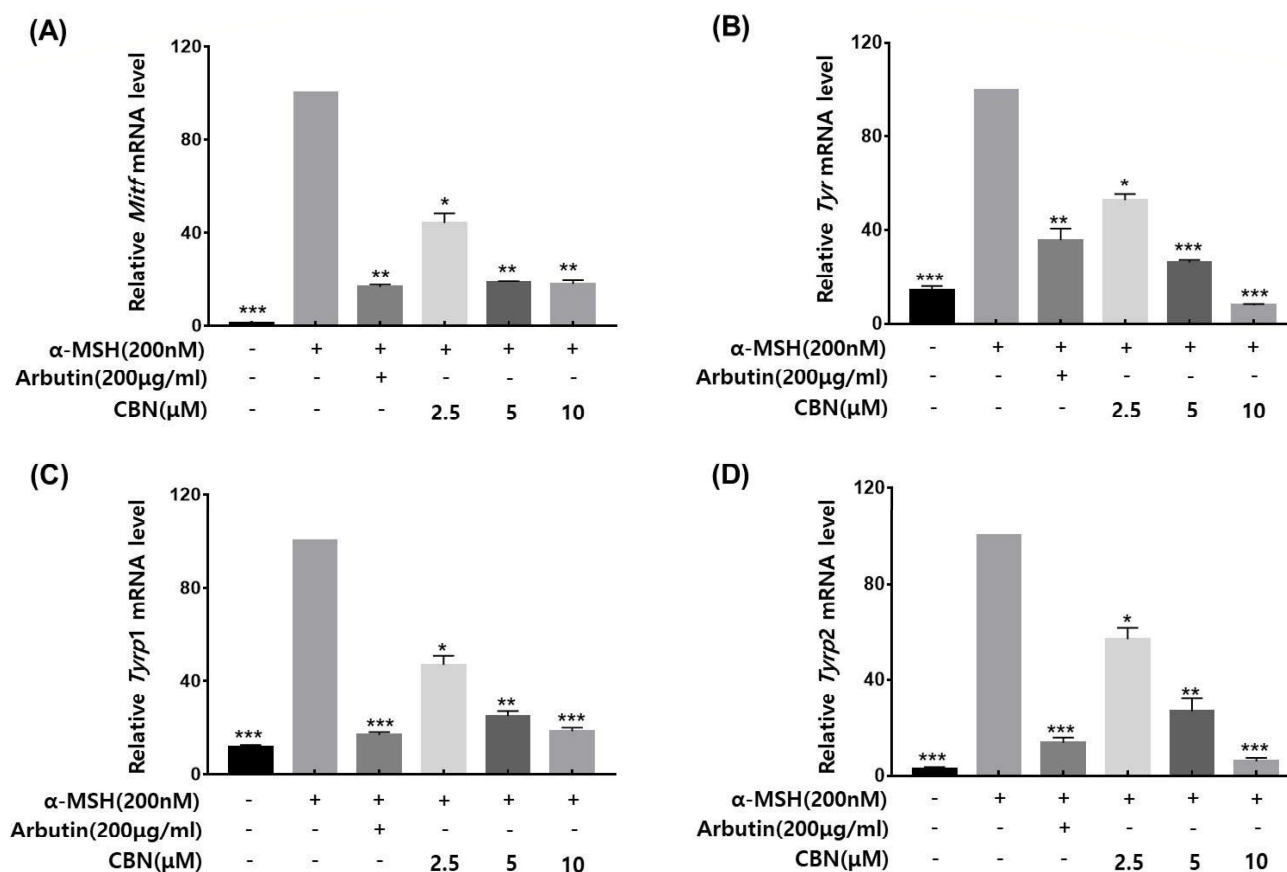 (A)
Relative Mitf mRNA level
120
80
40
0
*** ** * ** **
α-MSH(200nM) - + + + + +
Arbutin(200μg/ml) - - + - - -
CBN(μM) - - - 2.5 5 10
(B)
Relative Tyr mRNA level
120
80
40
0
*** ** * *** ***
α-MSH(200nM) - + + + + +
Arbutin(200μg/ml) - - + - - -
CBN(μM) - - - 2.5 5 10
(C)
Relative Tyrp1 mRNA level
120
80
40
0
*** *** * ** ***
α-MSH(200nM) - + + + + +
Arbutin(200μg/ml) - - + - - -
CBN(μM) - - - 2.5 5 10
(D)
Relative Tyrp2 mRNA level
120
80
40
0
*** *** * ** ***
α-MSH(200nM) - + + + + +
Arbutin(200μg/ml) - - + - - -
CBN(μM) - - - 2.5 5 10